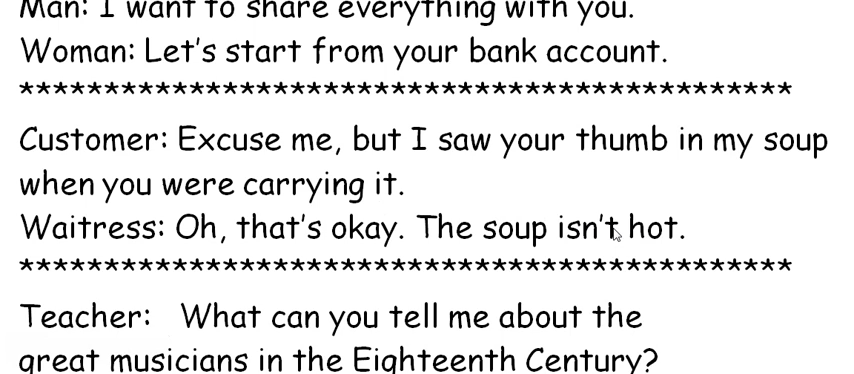 Man: I want to share everything with you.
Woman: Let's start from your bank account.
**********************************************
Customer: Excuse me, but I saw your thumb in my soup
when you were carrying it.
Waitress: Oh, that's okay. The soup isn't hot.
**********************************************
Teacher: What can you tell me about the
great musicians in the Eighteenth Century?